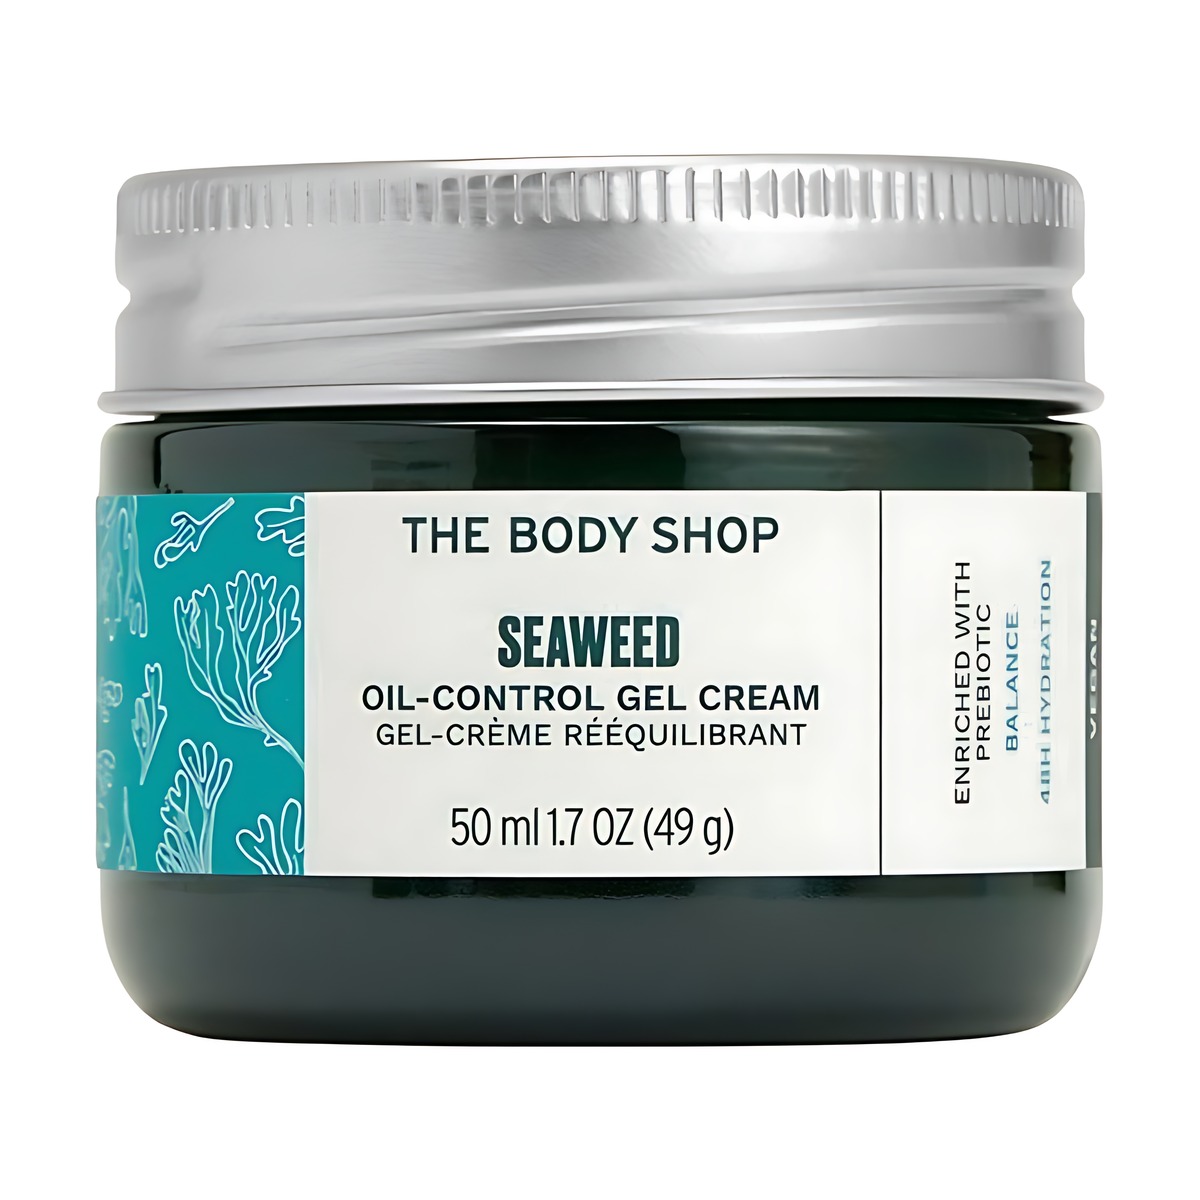 THE BODY SHOP
SEAWEED
OIL-CONTROL GEL CREAM
GEL-CRÈME RÉÉQUILIBRANT
50 ml 1.7 OZ (49 g)
ENRICHED WITH
PREBIOTIC
BALANCE
48H HYDRATION
VEGAN